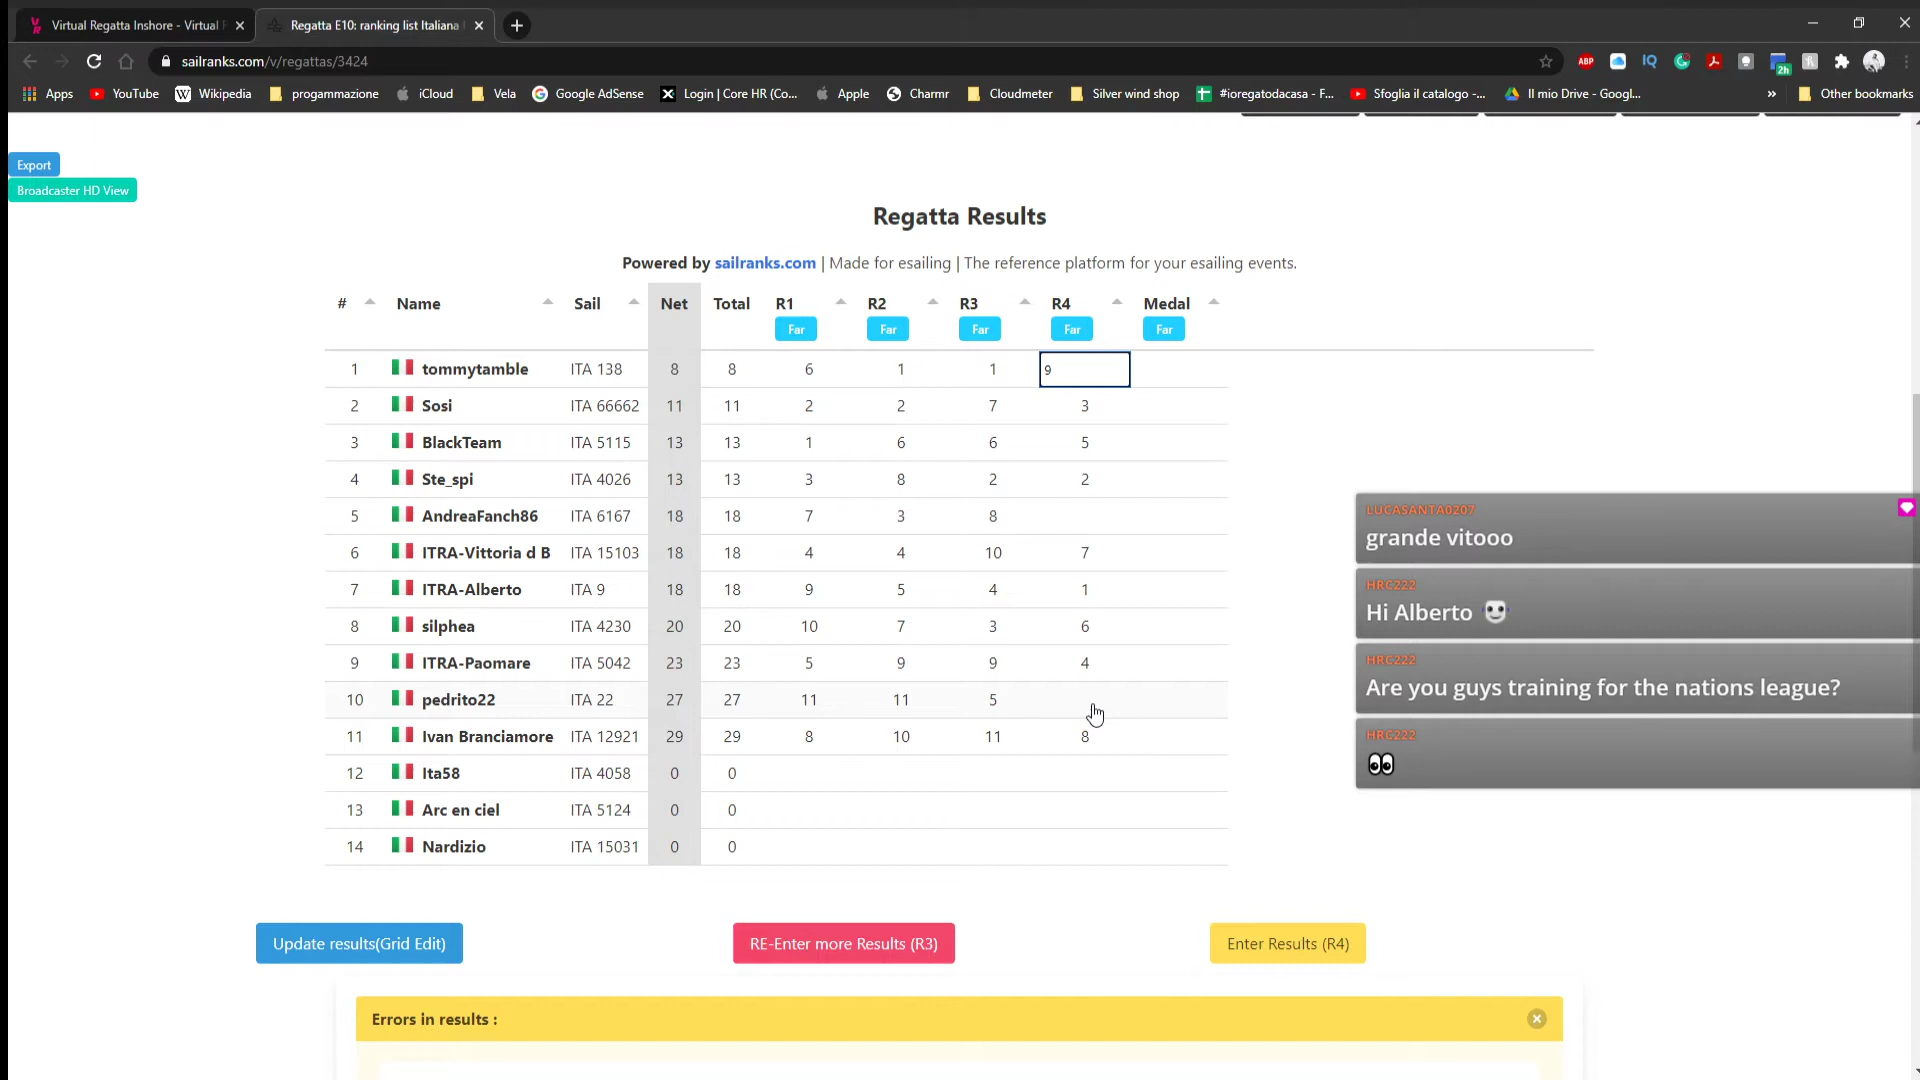 Virtual Regatta Inshore - Virtual
Regatta E10: ranking list Italiana
sailranks.com/v/regattas/3424
ABP
IQ
2h
Apps YouTube Wikipedia progammazione iCloud Vela Google AdSense Login | Core HR (Co... Apple Charmr Cloudmeter Silver wind shop #ioregatodacasa - F... Sfoglia il catalogo -... Il mio Drive - Googl... » Other bookmarks
Export
Broadcaster HD View
Regatta Results
Powered by sailranks.com | Made for esailing | The reference platform for your esailing events.
# Name Sail Net Total R1 R2 R3 R4 Medal
Far Far Far Far Far
1 tommytamble ITA 138 8 8 6 1 1 9
2 Sosi ITA 66662 11 11 2 2 7 3
3 BlackTeam ITA 5115 13 13 1 6 6 5
4 Ste_spi ITA 4026 13 13 3 8 2 2
5 AndreaFanch86 ITA 6167 18 18 7 3 8
6 ITRA-Vittoria d B ITA 15103 18 18 4 4 10 7
7 ITRA-Alberto ITA 9 18 18 9 5 4 1
8 silphea ITA 4230 20 20 10 7 3 6
9 ITRA-Paomare ITA 5042 23 23 5 9 9 4
10 pedrito22 ITA 22 27 27 11 11 5
11 Ivan Branciamore ITA 12921 29 29 8 10 11 8
12 Ita58 ITA 4058 0 0
13 Arc en ciel ITA 5124 0 0
14 Nardizio ITA 15031 0 0
LUCASANTA0207
grande vitooo
HRC222
Hi Alberto
HRC222
Are you guys training for the nations league?
HRC222
Update results(Grid Edit)
RE-Enter more Results (R3)
Enter Results (R4)
Errors in results :